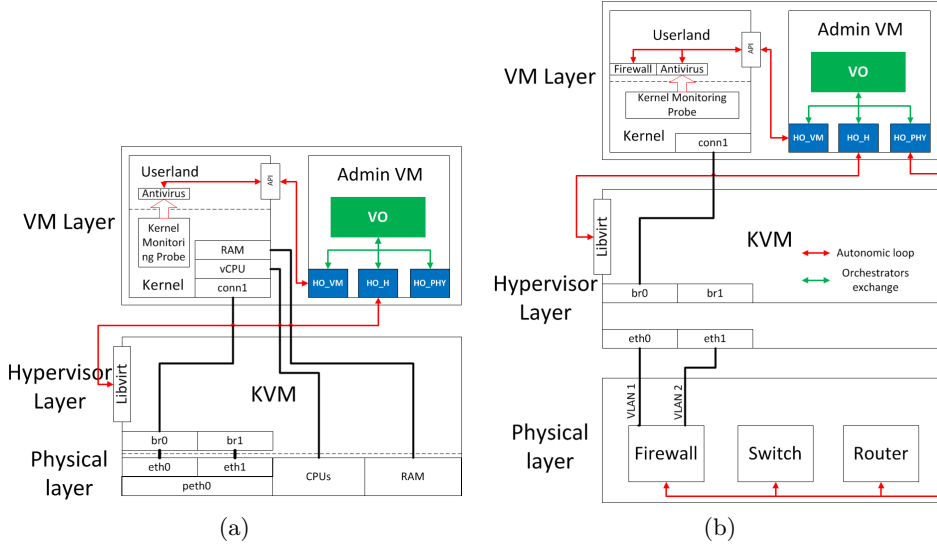 Userland
API
Antivirus
Kernel
Monitori
ng Probe
RAM
vCPU
Kernel
conn1
VM Layer
Admin VM
VO
HO_VM
HO_H
HO_PHY
Hypervisor
Layer
Libvirt
KVM
br0
br1
Physical
layer
eth0
eth1
peth0
CPUs
RAM
(a)
VM Layer
Userland
API
Firewall
Antivirus
Kernel Monitoring
Probe
Kernel
conn1
Admin VM
VO
HO_VM
HO_H
HO_PHY
Libvirt
KVM
Autonomic loop
Orchestrators
exchange
Hypervisor
Layer
br0
br1
eth0
eth1
VLAN 1
VLAN 2
Physical
layer
Firewall
Switch
Router
(b)